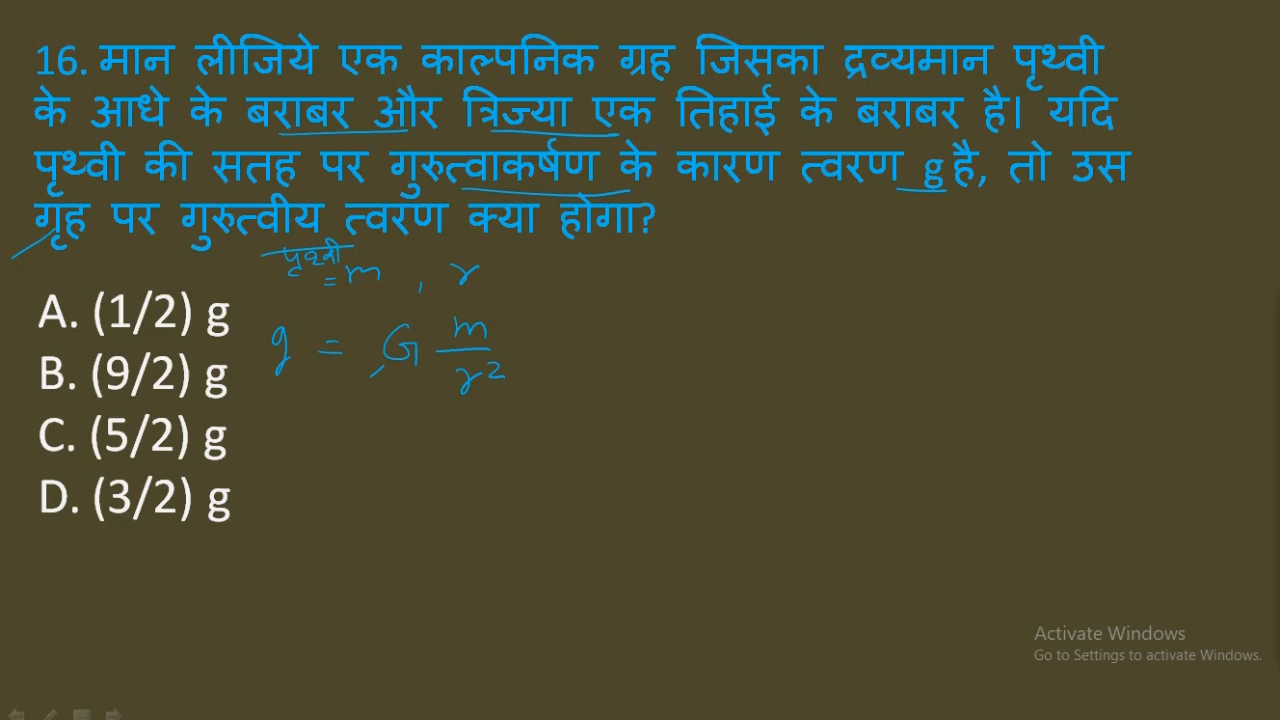 16. मान लीजिये एक काल्पनिक ग्रह जिसका द्रव्यमान पृथ्वी
के आधे के बराबर और त्रिज्या एक तिहाई के बराबर है। यदि
पृथ्वी की सतह पर गुरुत्वाकर्षण के कारण त्वरण g है, तो उस
गृह पर गुरुत्वीय त्वरण क्या होगा?
पृथ्वी
= m , r
A. (1/2) g
g = G m/r²
B. (9/2) g
C. (5/2) g
D. (3/2) g
Activate Windows
Go to Settings to activate Windows.